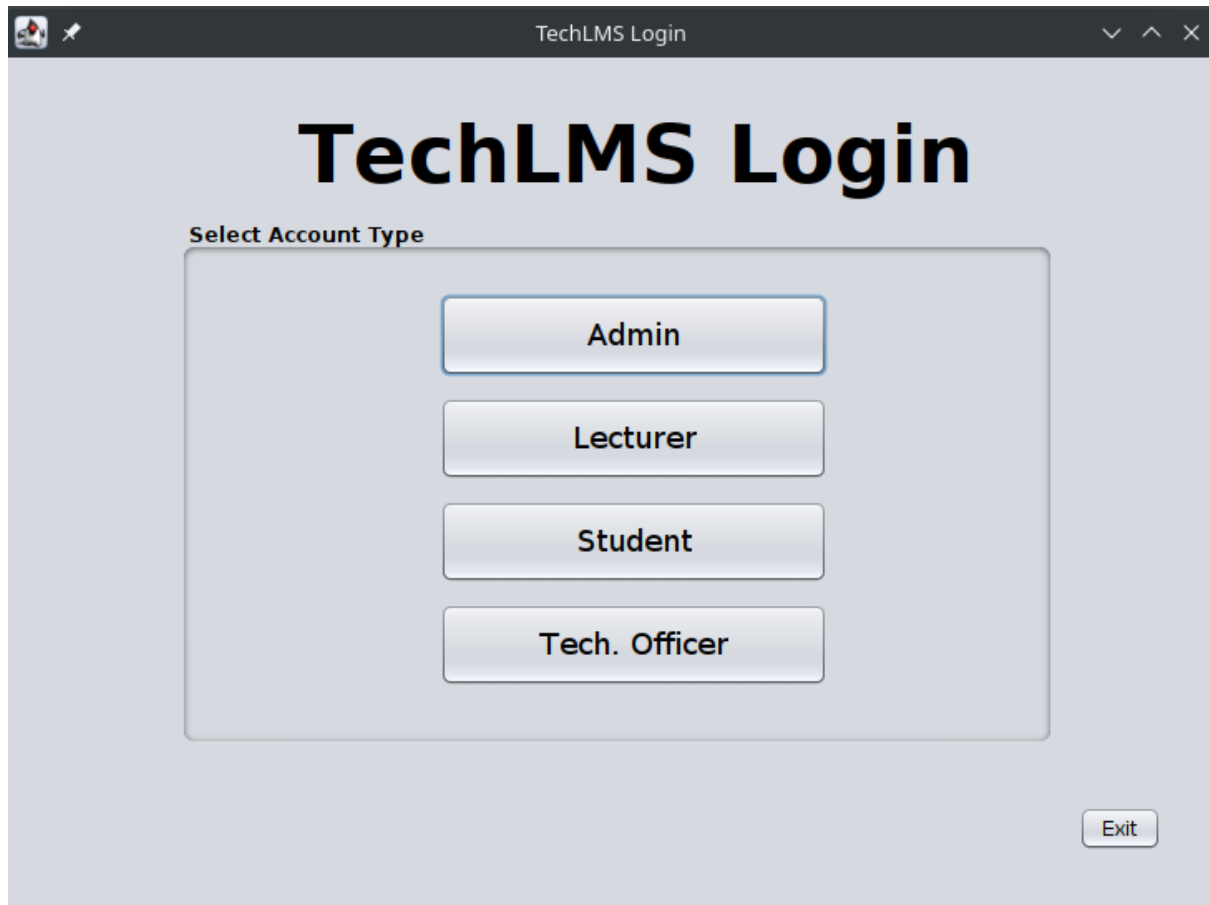 TechLMS Login
TechLMS Login
Select Account Type
Admin
Lecturer
Student
Tech. Officer
Exit